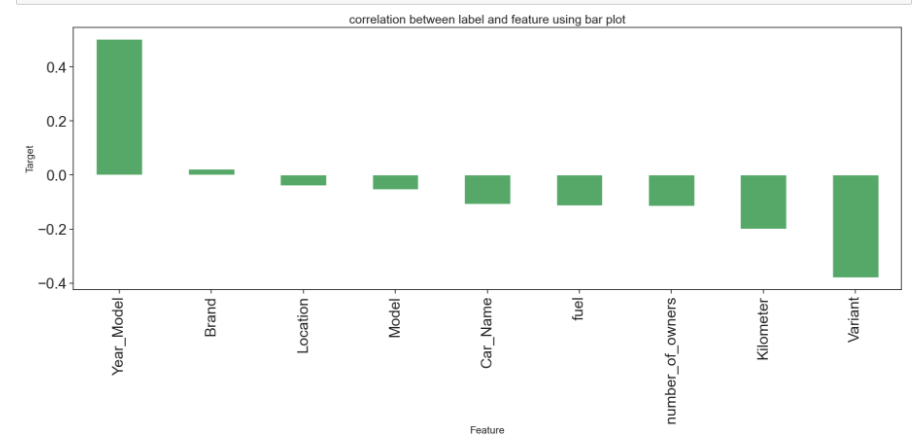 correlation between label and feature using bar plot
0.4
0.2
0.0
−0.2
−0.4
Target
Year_Model
Brand
Location
Model
Car_Name
fuel
number_of_owners
Kilometer
Variant
Feature